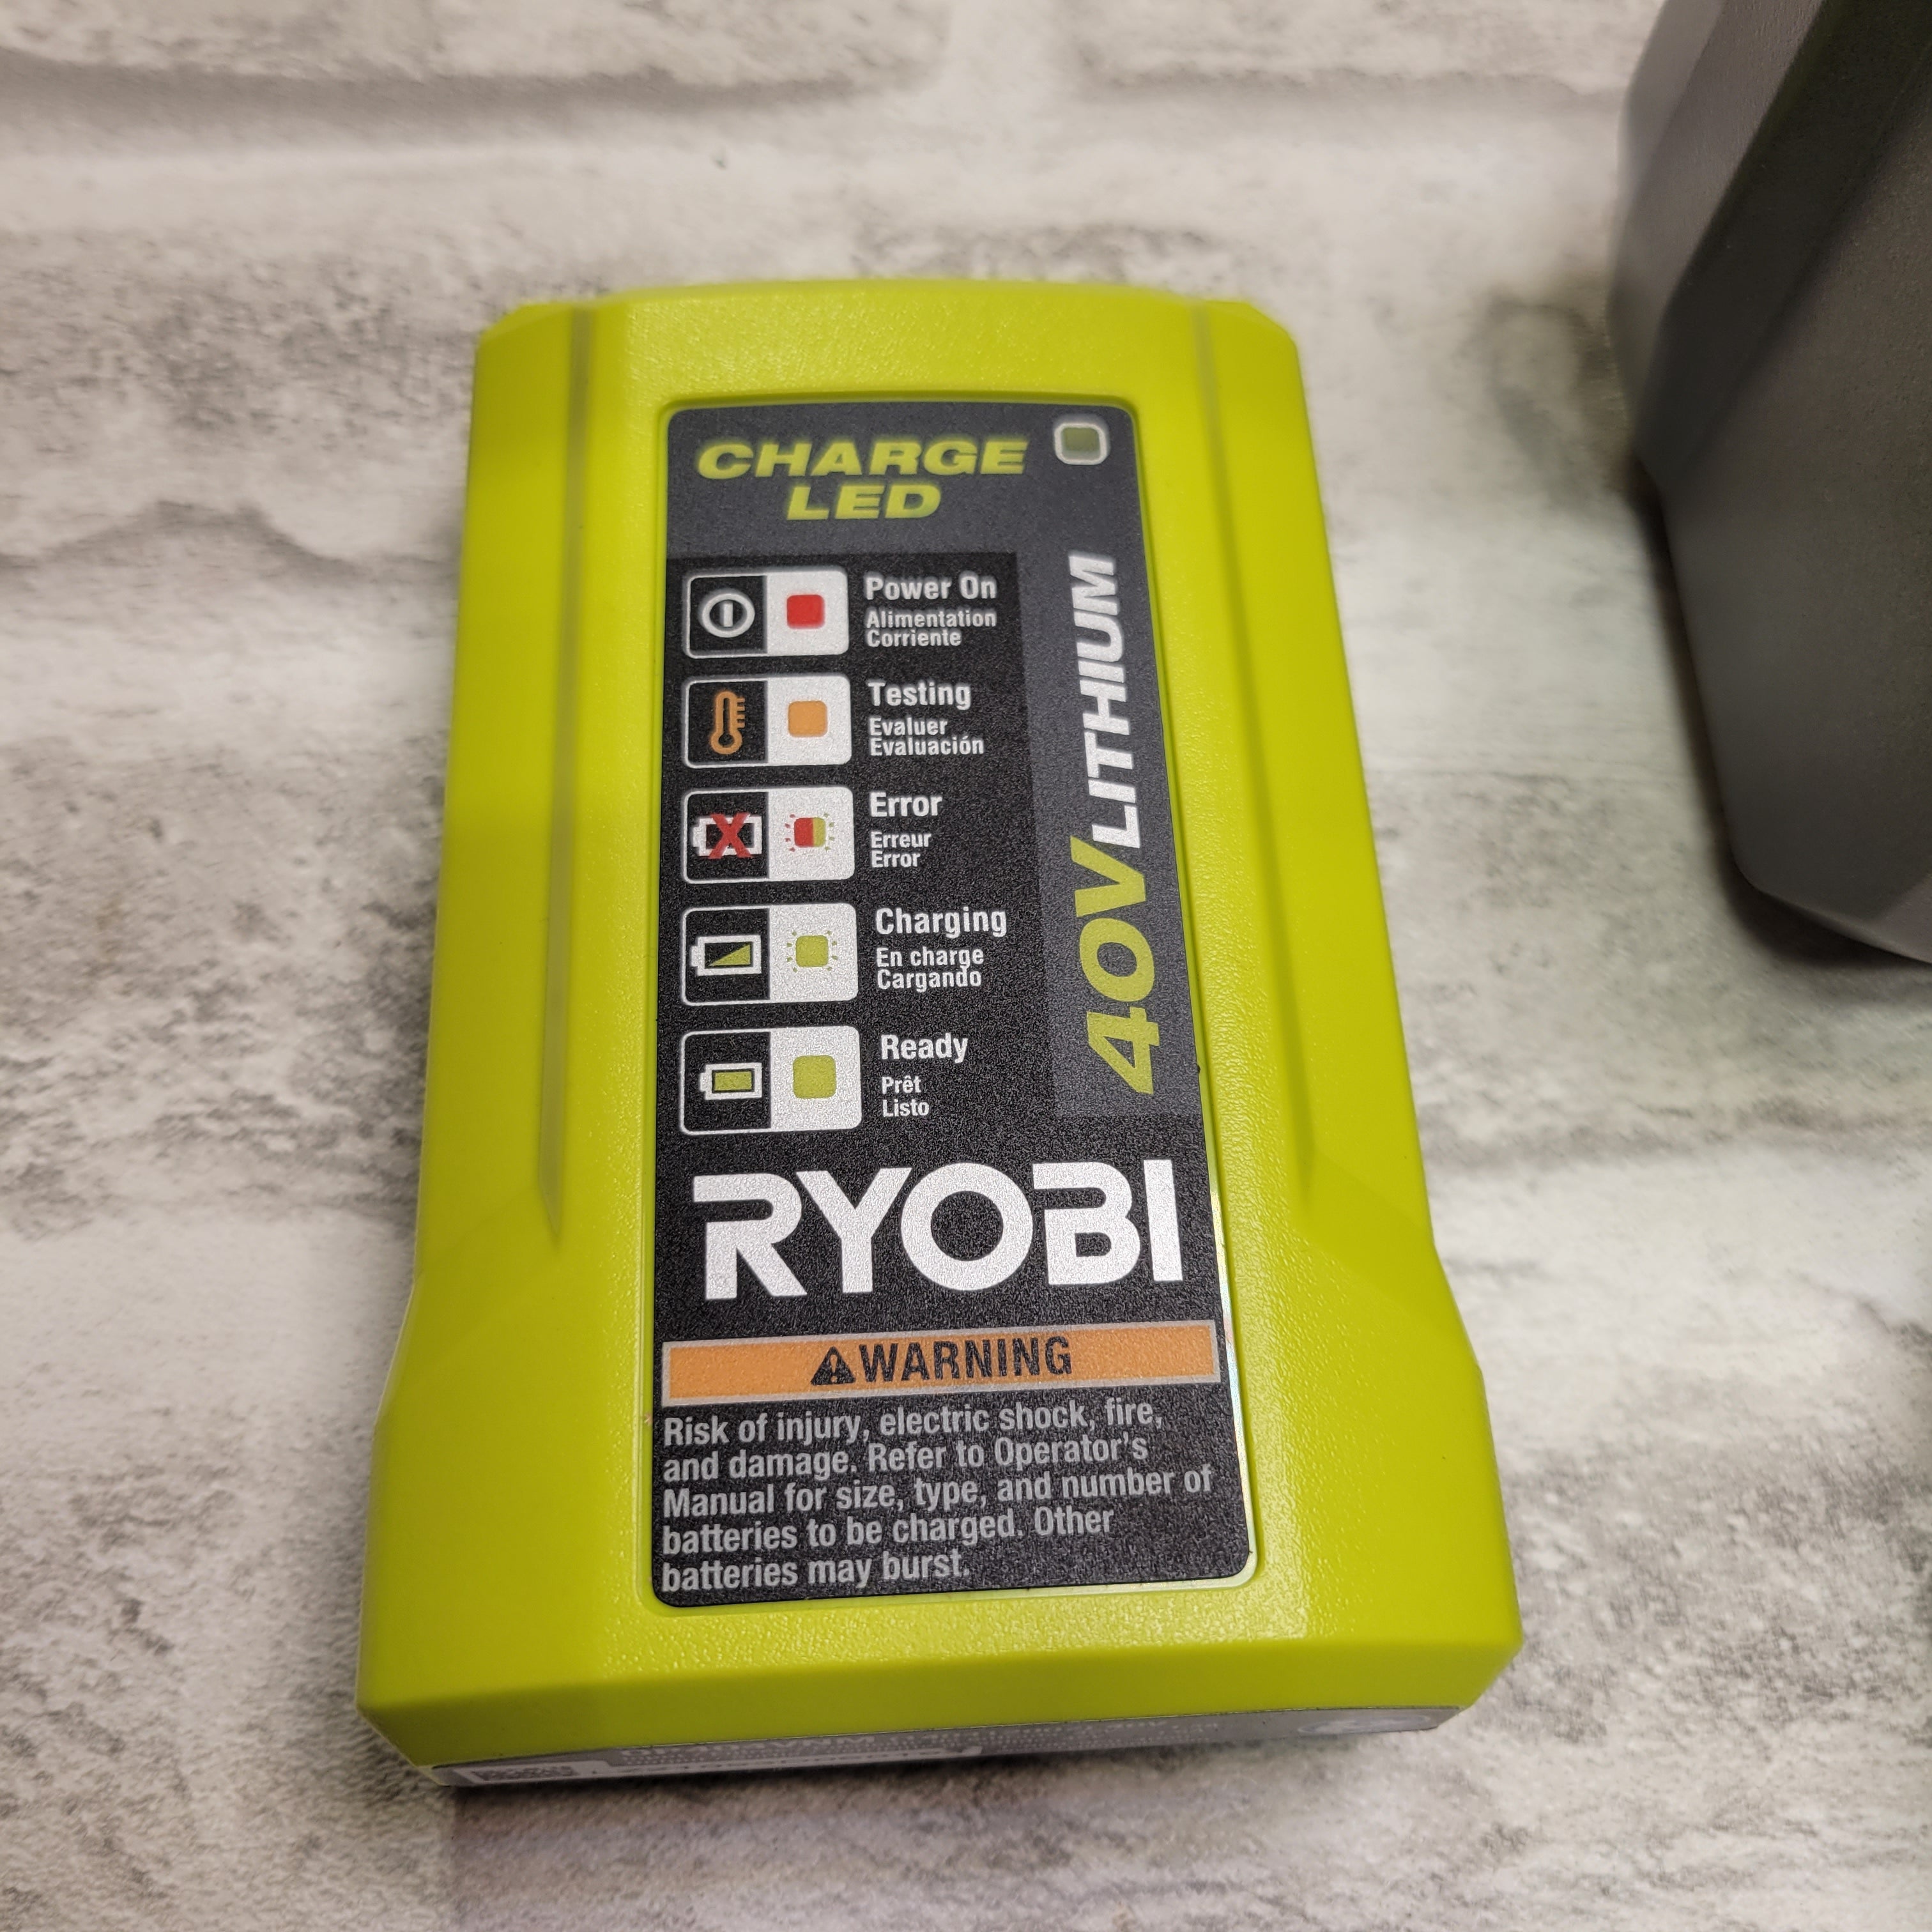 CHARGE
LED
Power On
Alimentation
Corriente
Testing
Evaluer
Evaluación
Error
Erreur
Error
Charging
En charge
Cargando
Ready
Prêt
Listo
40V LITHIUM
RYOBI
WARNING
Risk of injury, electric shock, fire,
and damage. Refer to Operator's
Manual for size, type, and number of
batteries to be charged. Other
batteries may burst.